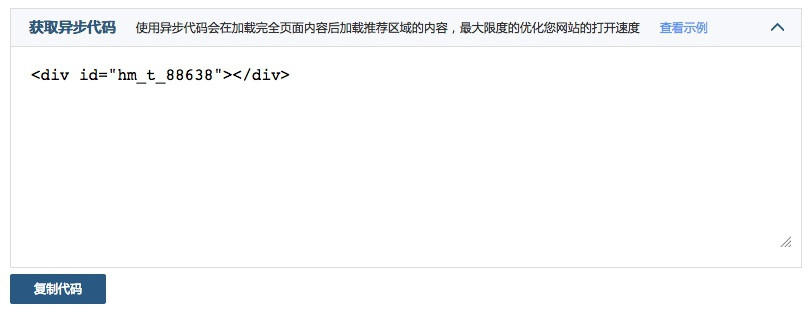 获取异步代码 使用异步代码会在加载完全页面内容后加载推荐区域的内容，最大限度的优化您网站的打开速度 查看示例
<div id="hm_t_88638"></div>
复制代码